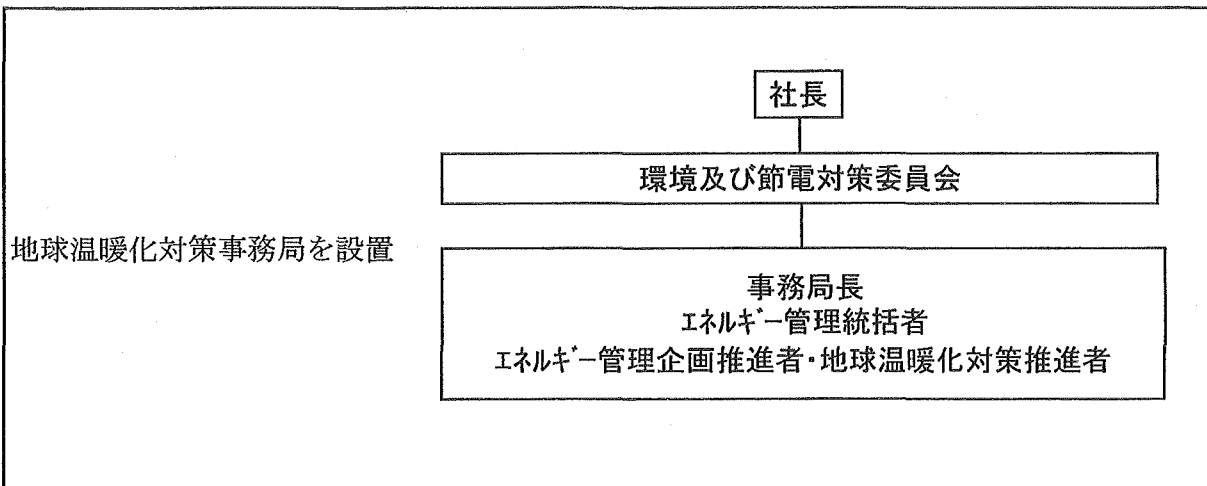 社長
環境及び節電対策委員会
地球温暖化対策事務局を設置
事務局長
エネルギー管理統括者
エネルギー管理企画推進者・地球温暖化対策推進者